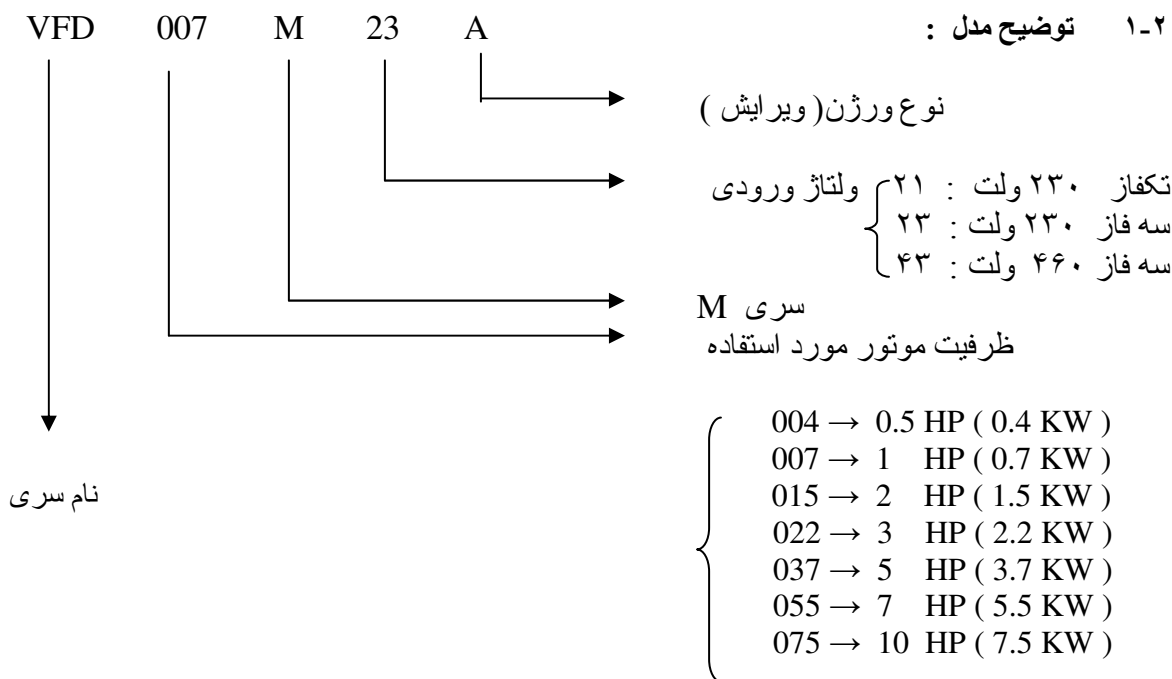 ۱-۲ توضیح مدل :
VFD 007 M 23 A
نوع ورژن( ویرایش )
ولتاژ ورودی
تکفاز ۲۳۰ ولت : ۲۱
سه فاز ۲۳۰ ولت : ۲۳
سه فاز ۴۶۰ ولت : ۴۳
سری M
ظرفیت موتور مورد استفاده
004 → 0.5 HP ( 0.4 KW )
007 → 1 HP ( 0.7 KW )
015 → 2 HP ( 1.5 KW )
022 → 3 HP ( 2.2 KW )
037 → 5 HP ( 3.7 KW )
055 → 7 HP ( 5.5 KW )
075 → 10 HP ( 7.5 KW )
نام سری